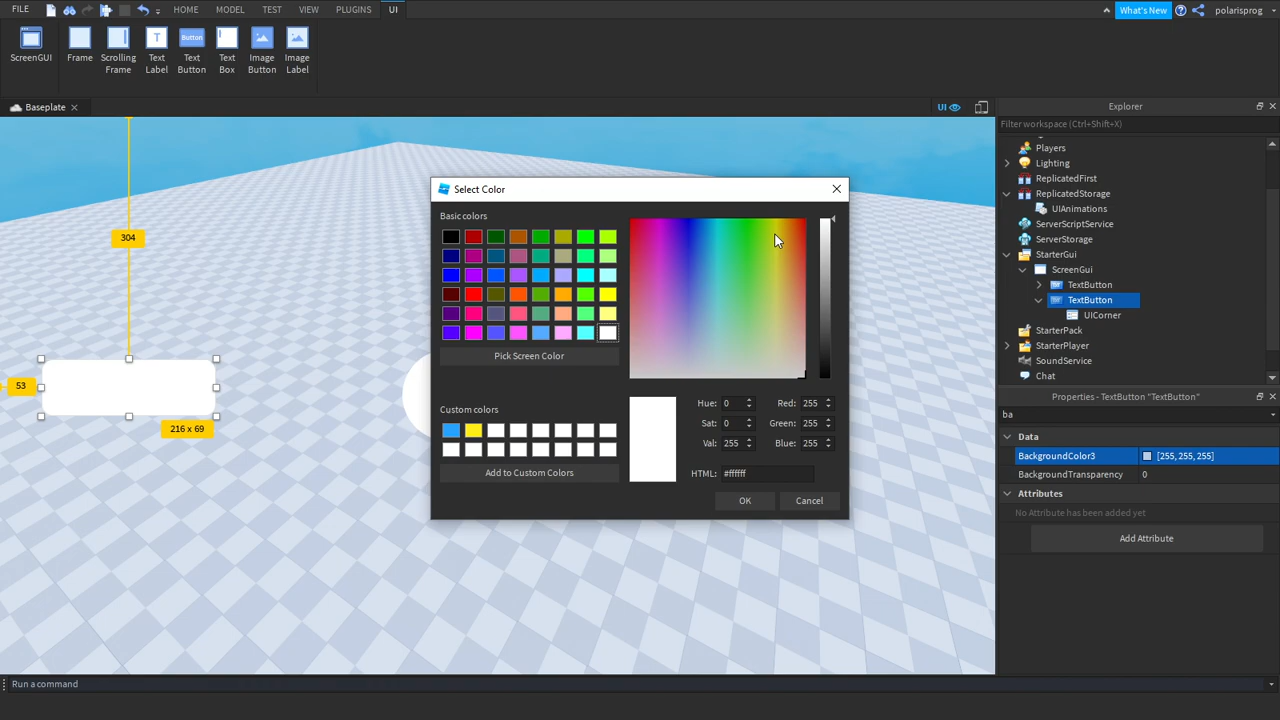 FILE HOME MODEL TEST VIEW PLUGINS UI What's New polarisprog
ScreenGUI Frame Scrolling Frame Text Label Button Text Button Text Box Image Button Image Label
Baseplate UI
Explorer
Filter workspace (Ctrl+Shift+X)
Players
Lighting
ReplicatedFirst
ReplicatedStorage
UIAnimations
ServerScriptService
ServerStorage
StarterGui
ScreenGui
TextButton
TextButton
UICorner
StarterPack
StarterPlayer
SoundService
Chat
Properties - TextButton "TextButton"
ba
Data
BackgroundColor3 [255, 255, 255]
BackgroundTransparency 0
Attributes
No Attribute has been added yet
Add Attribute
304
53
216 x 69
Select Color
Basic colors
Pick Screen Color
Custom colors
Add to Custom Colors
Hue: 0 Red: 255
Sat: 0 Green: 255
Val: 255 Blue: 255
HTML: #ffffff
OK Cancel
Run a command